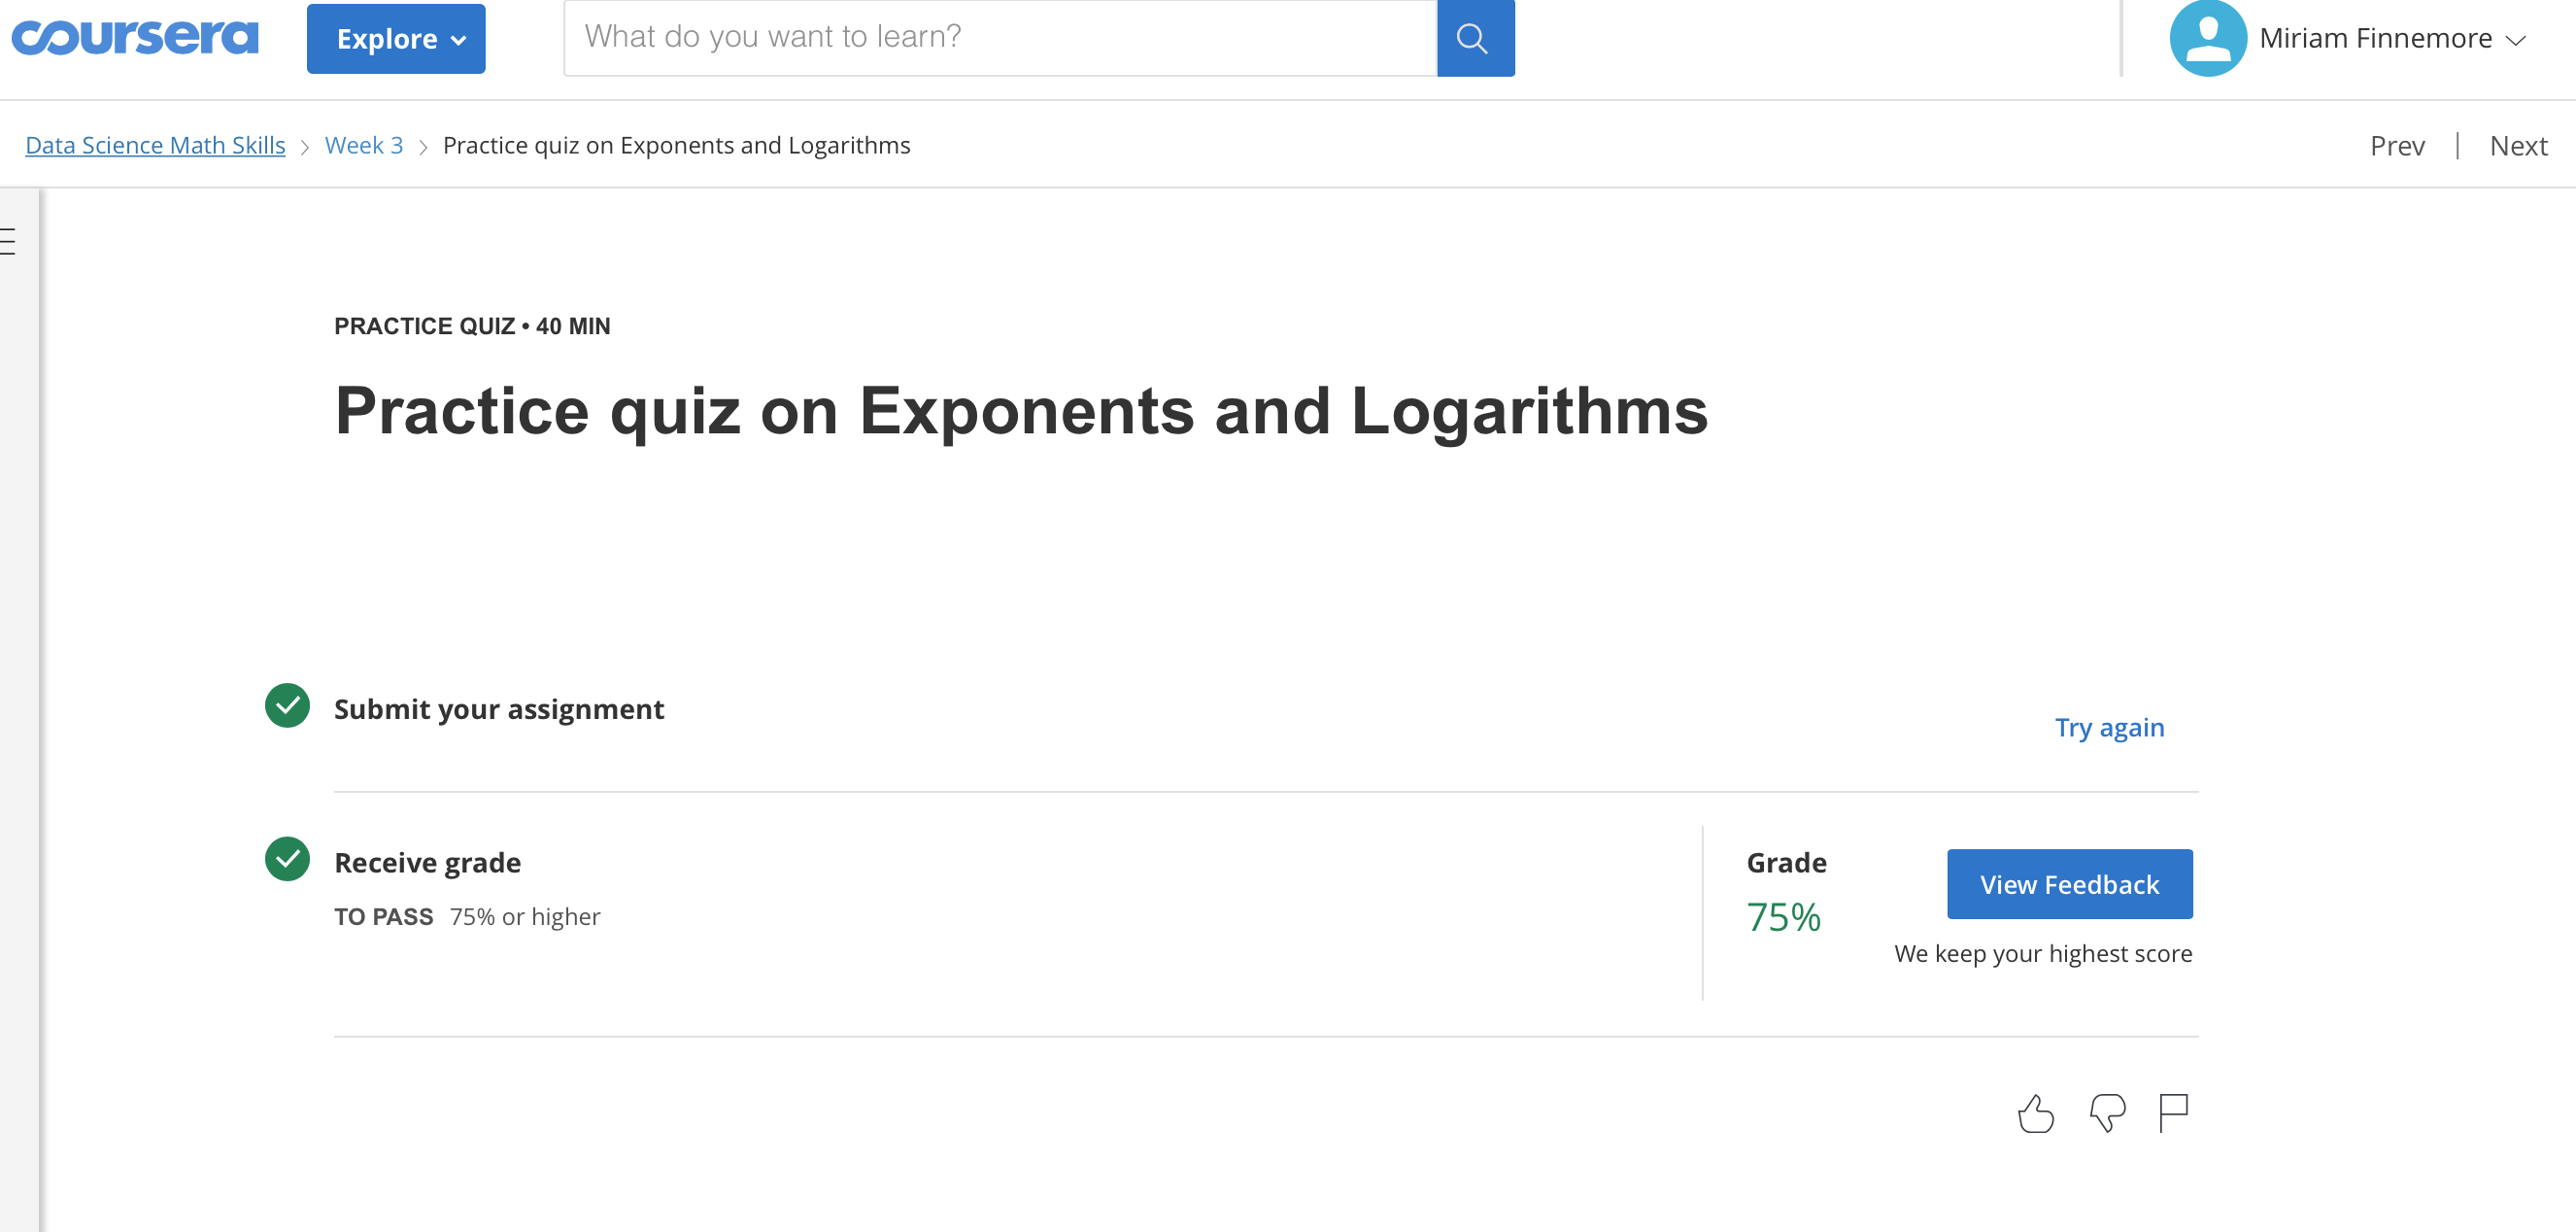 coursera
Explore
What do you want to learn?
Miriam Finnemore
Data Science Math Skills > Week 3 > Practice quiz on Exponents and Logarithms
Prev | Next
PRACTICE QUIZ • 40 MIN
Practice quiz on Exponents and Logarithms
Submit your assignment
Try again
Receive grade
TO PASS 75% or higher
Grade
75%
View Feedback
We keep your highest score